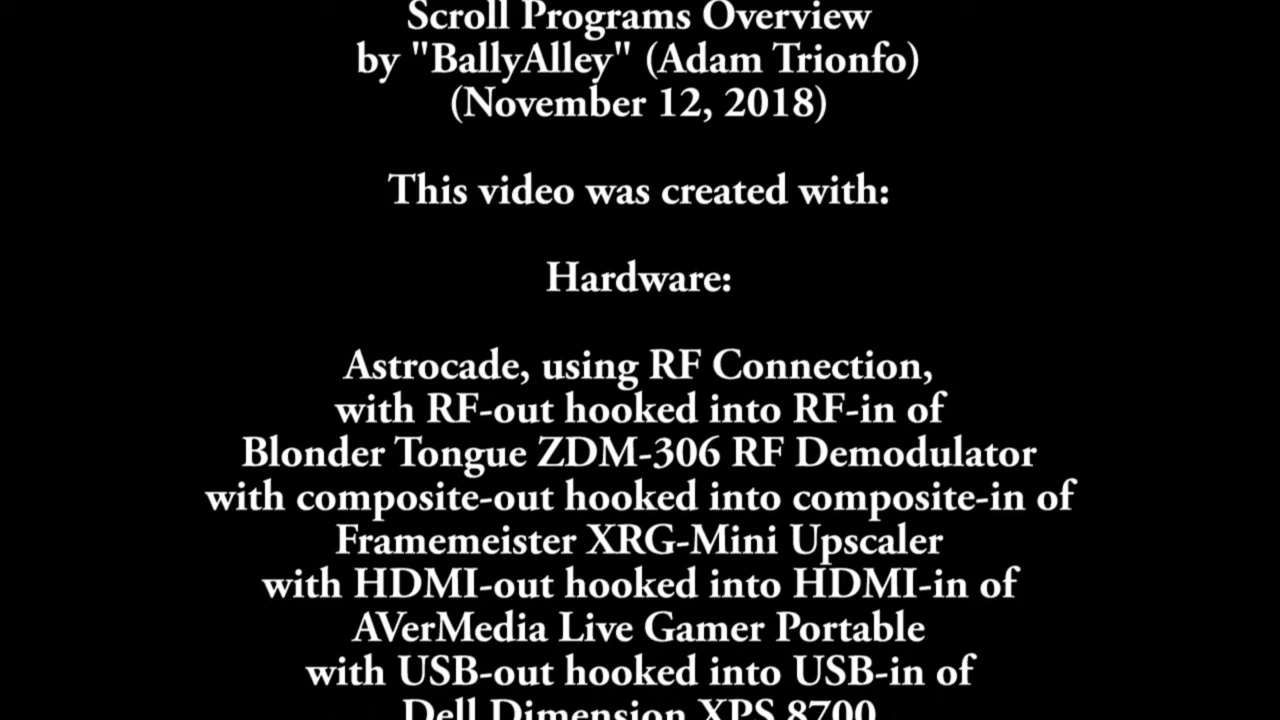 Scroll Programs Overview
by "BallyAlley" (Adam Trionfo)
(November 12, 2018)
This video was created with:
Hardware:
Astrocade, using RF Connection,
with RF-out hooked into RF-in of
Blonder Tongue ZDM-306 RF Demodulator
with composite-out hooked into composite-in of
Framemeister XRG-Mini Upscaler
with HDMI-out hooked into HDMI-in of
AVerMedia Live Gamer Portable
with USB-out hooked into USB-in of
Dell Dimension XPS 8700